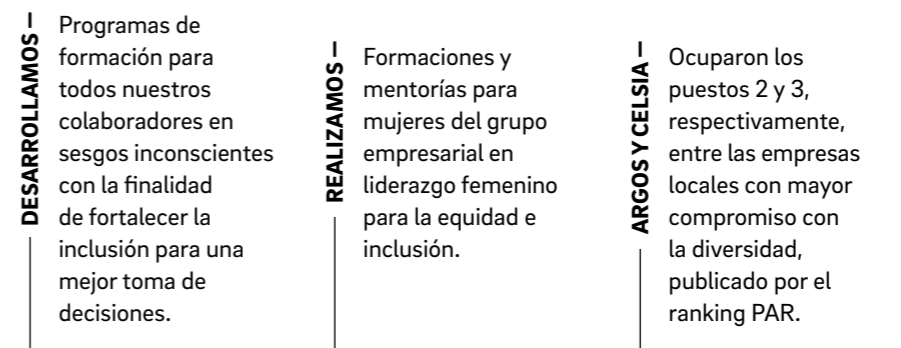 DESARROLLAMOS –
Programas de
formación para
todos nuestros
colaboradores en
sesgos inconscientes
con la finalidad
de fortalecer la
inclusión para una
mejor toma de
decisiones.
REALIZAMOS –
Formaciones y
mentorías para
mujeres del grupo
empresarial en
liderazgo femenino
para la equidad e
inclusión.
ARGOS Y CELSIA –
Ocuparon los
puestos 2 y 3,
respectivamente,
entre las empresas
locales con mayor
compromiso con
la diversidad,
publicado por el
ranking PAR.